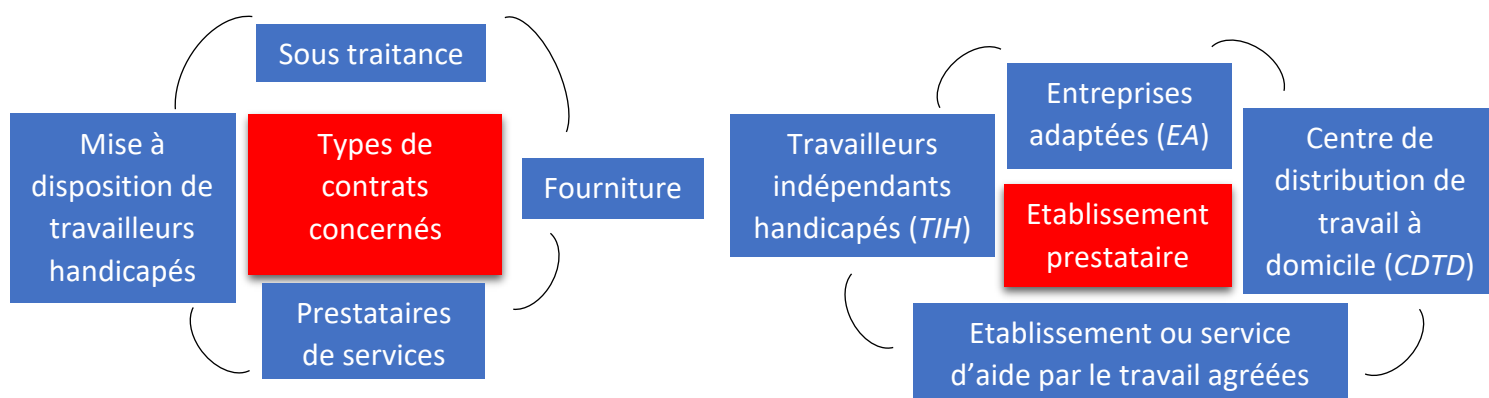 Sous traitance
Mise à
disposition de
travailleurs
handicapés
Types de
contrats
concernés
Fourniture
Prestataires
de services
Entreprises
adaptées (EA)
Travailleurs
indépendants
handicapés (TIH)
Etablissement
prestataire
Centre de
distribution de
travail à
domicile (CDTD)
Etablissement ou service
d’aide par le travail agréées